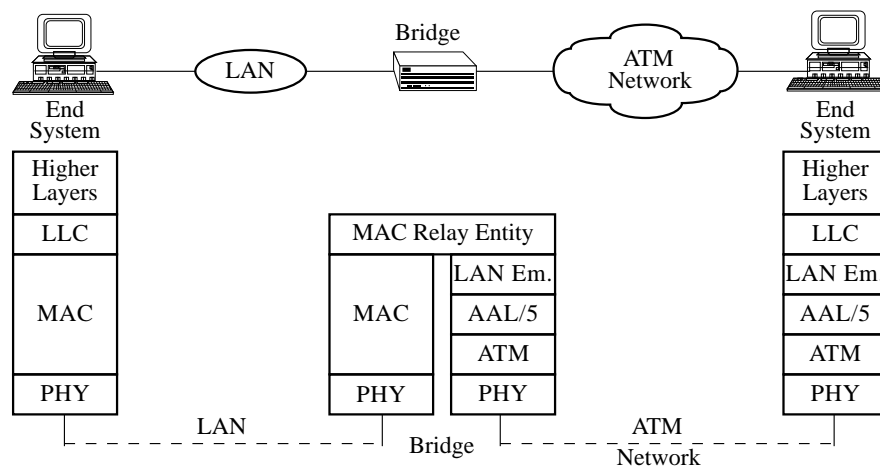 Bridge
LAN
ATM
Network
End
System
End
System
Higher
Layers
LLC
MAC
PHY
MAC Relay Entity
MAC
PHY
LAN Em.
AAL/5
ATM
PHY
Higher
Layers
LLC
LAN Em
AAL/5
ATM
PHY
LAN
Bridge
ATM
Network